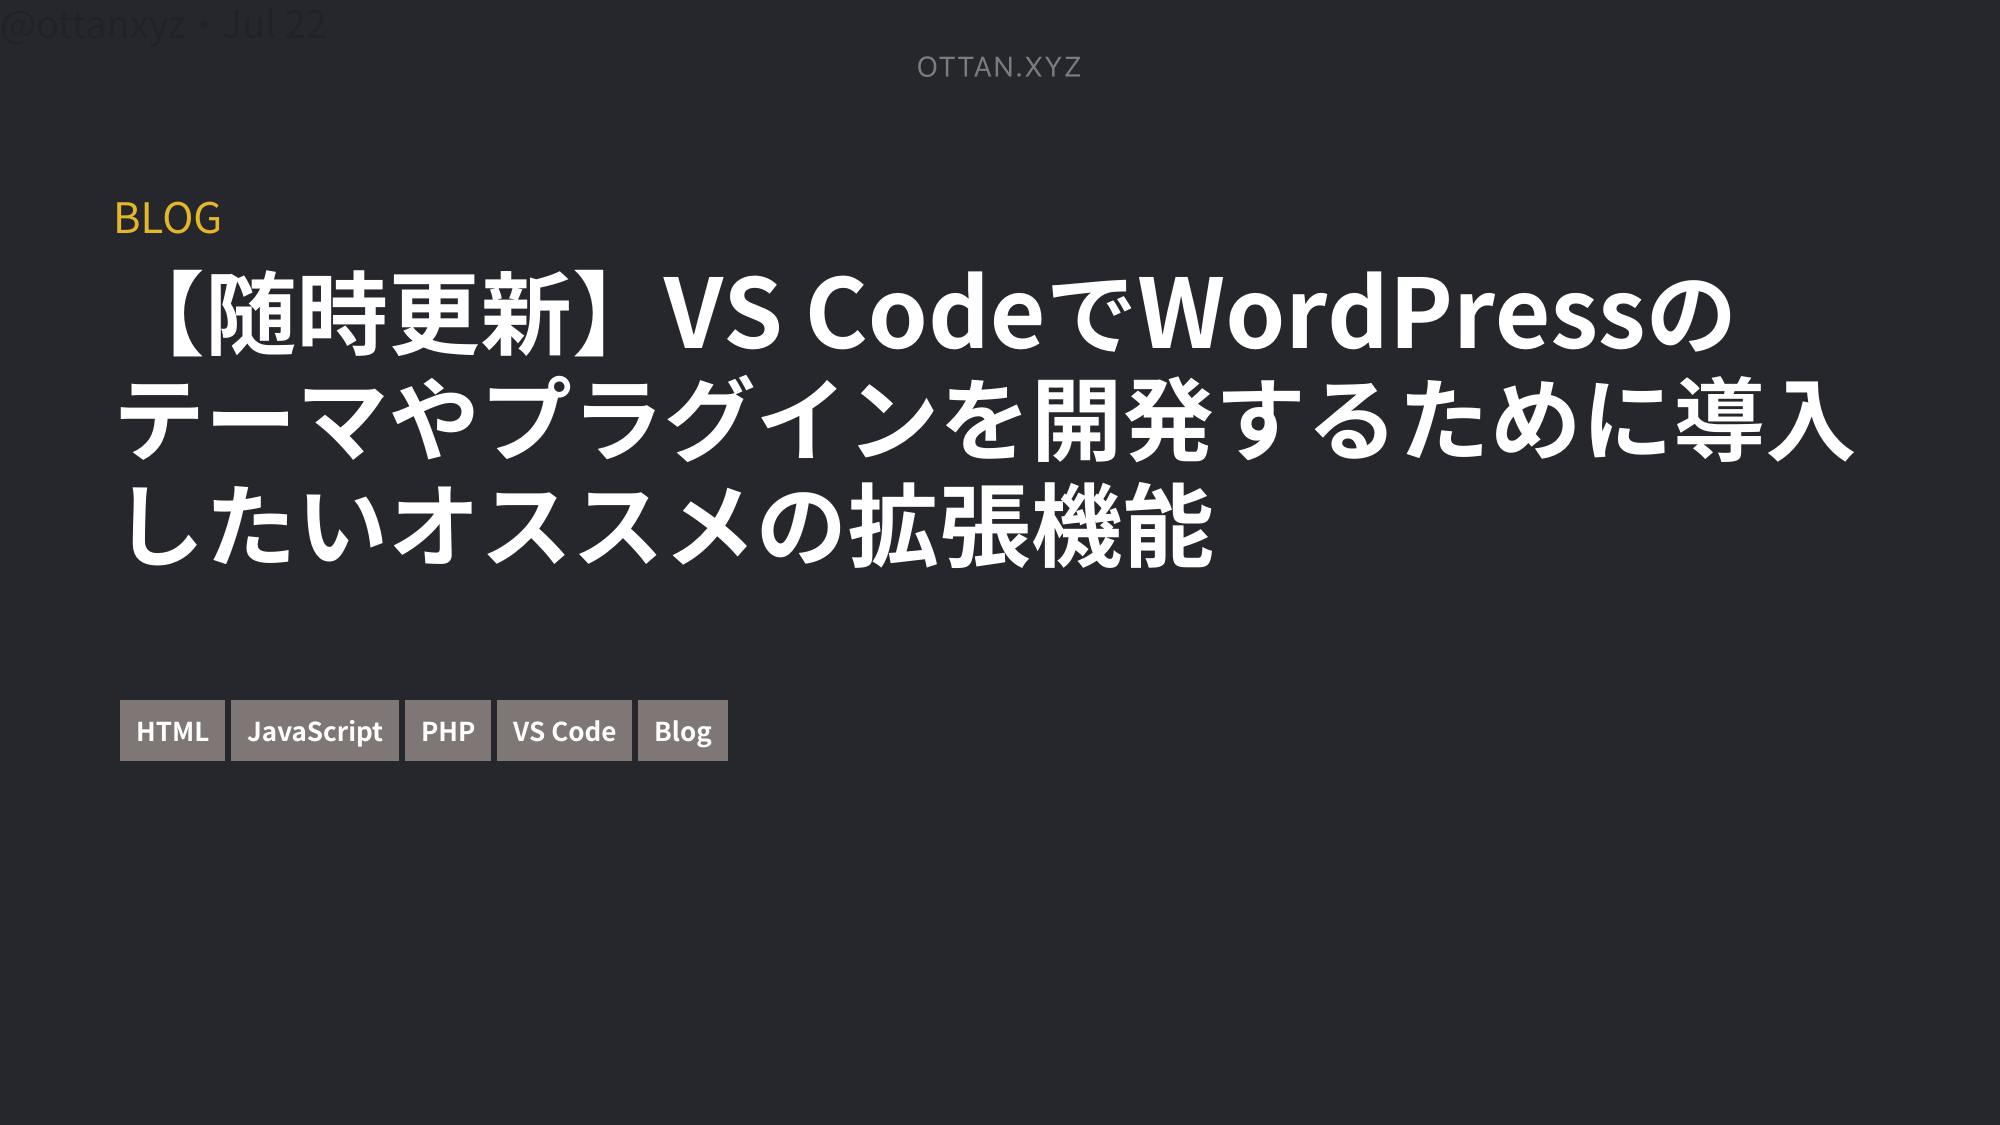 @ottanxyz・Jul 22
OTTAN.XYZ
BLOG
【随時更新】VS CodeでWordPressの
テーマやプラグインを開発するために導入
したいオススメの拡張機能
HTML JavaScript PHP VS Code Blog